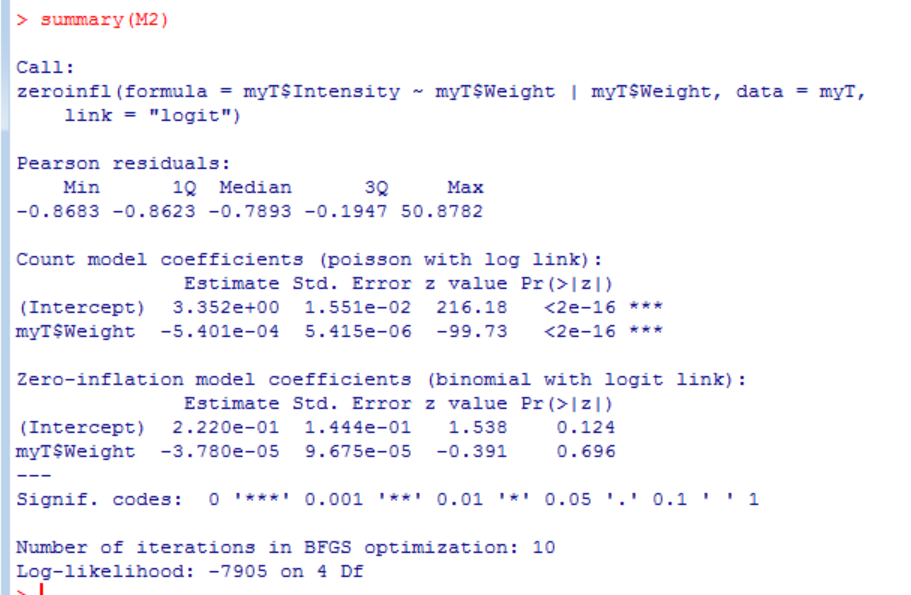 > summary(M2)
Call:
zeroinfl(formula = myT$Intensity ~ myT$Weight | myT$Weight, data = myT,
    link = "logit")
Pearson residuals:
    Min      1Q  Median      3Q     Max
-0.8683 -0.8623 -0.7893 -0.1947 50.8782
Count model coefficients (poisson with log link):
              Estimate Std. Error z value Pr(>|z|)
(Intercept)  3.352e+00  1.551e-02  216.18   <2e-16 ***
myT$Weight  -5.401e-04  5.415e-06  -99.73   <2e-16 ***
Zero-inflation model coefficients (binomial with logit link):
              Estimate Std. Error z value Pr(>|z|)
(Intercept)  2.220e-01  1.444e-01   1.538    0.124
myT$Weight  -3.780e-05  9.675e-05  -0.391    0.696
---
Signif. codes:  0 '***' 0.001 '**' 0.01 '*' 0.05 '.' 0.1 ' ' 1
Number of iterations in BFGS optimization: 10
Log-likelihood: -7905 on 4 Df
>